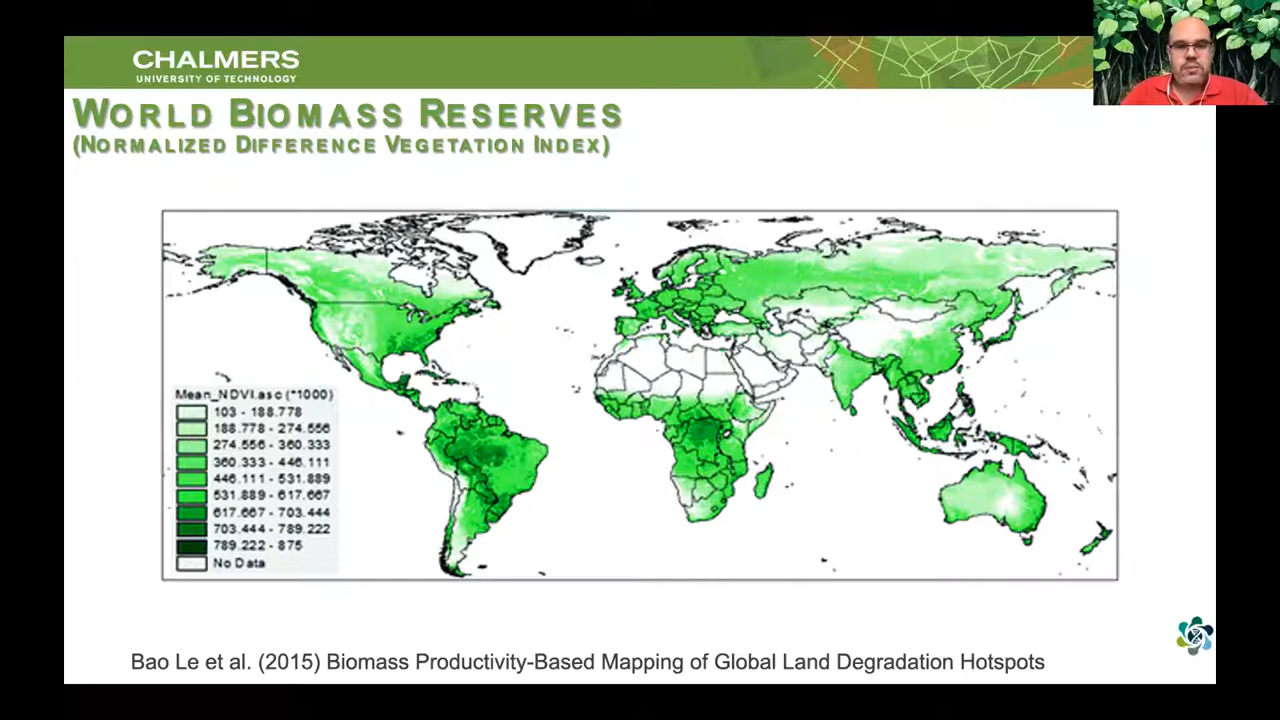 CHALMERS
UNIVERSITY OF TECHNOLOGY
WORLD BIOMASS RESERVES
(NORMALIZED DIFFERENCE VEGETATION INDEX)
Mean_NDVI.asc (*1000)
103 - 188.778
188.778 - 274.556
274.556 - 360.333
360.333 - 446.111
446.111 - 531.889
531.889 - 617.667
617.667 - 703.444
703.444 - 789.222
789.222 - 875
No Data
Bao Le et al. (2015) Biomass Productivity-Based Mapping of Global Land Degradation Hotspots